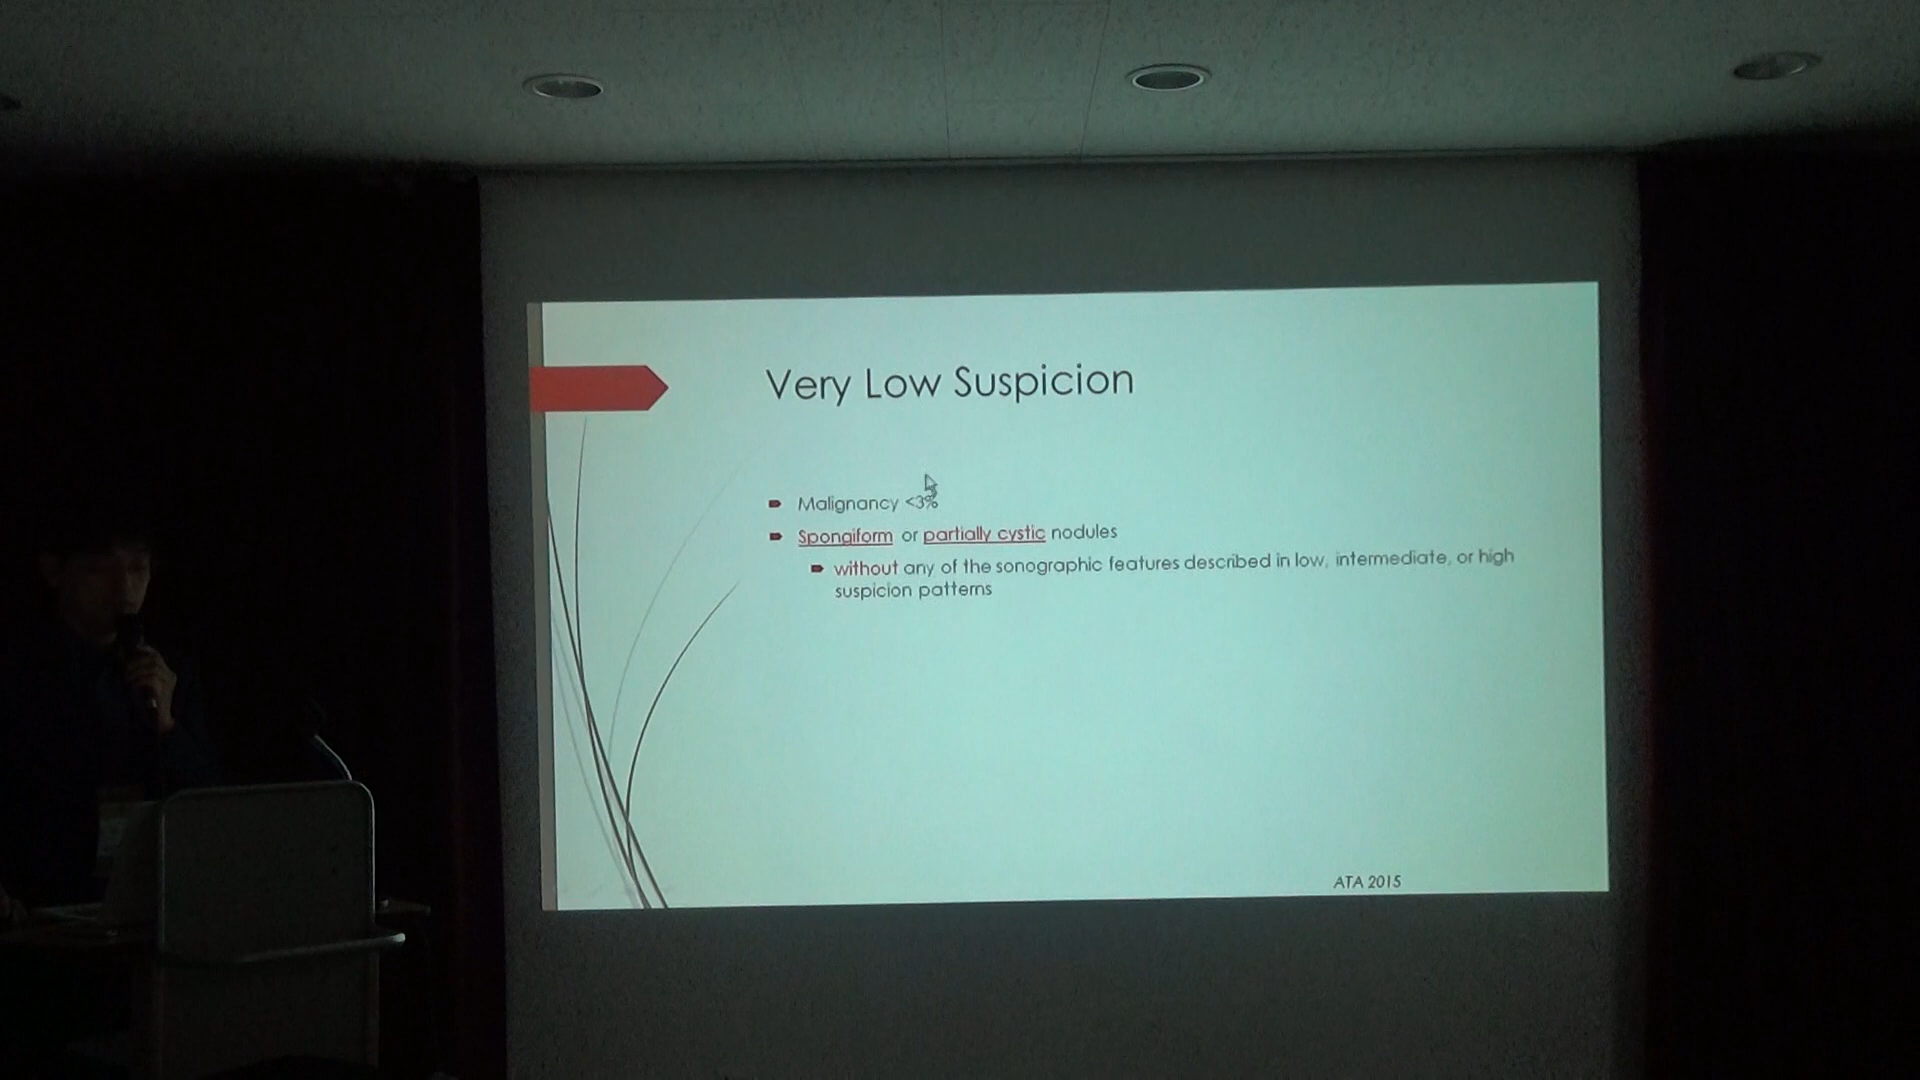 Very Low Suspicion
Malignancy <3%
Spongiform or partially cystic nodules
without any of the sonographic features described in low, intermediate, or high
suspicion patterns
ATA 2015